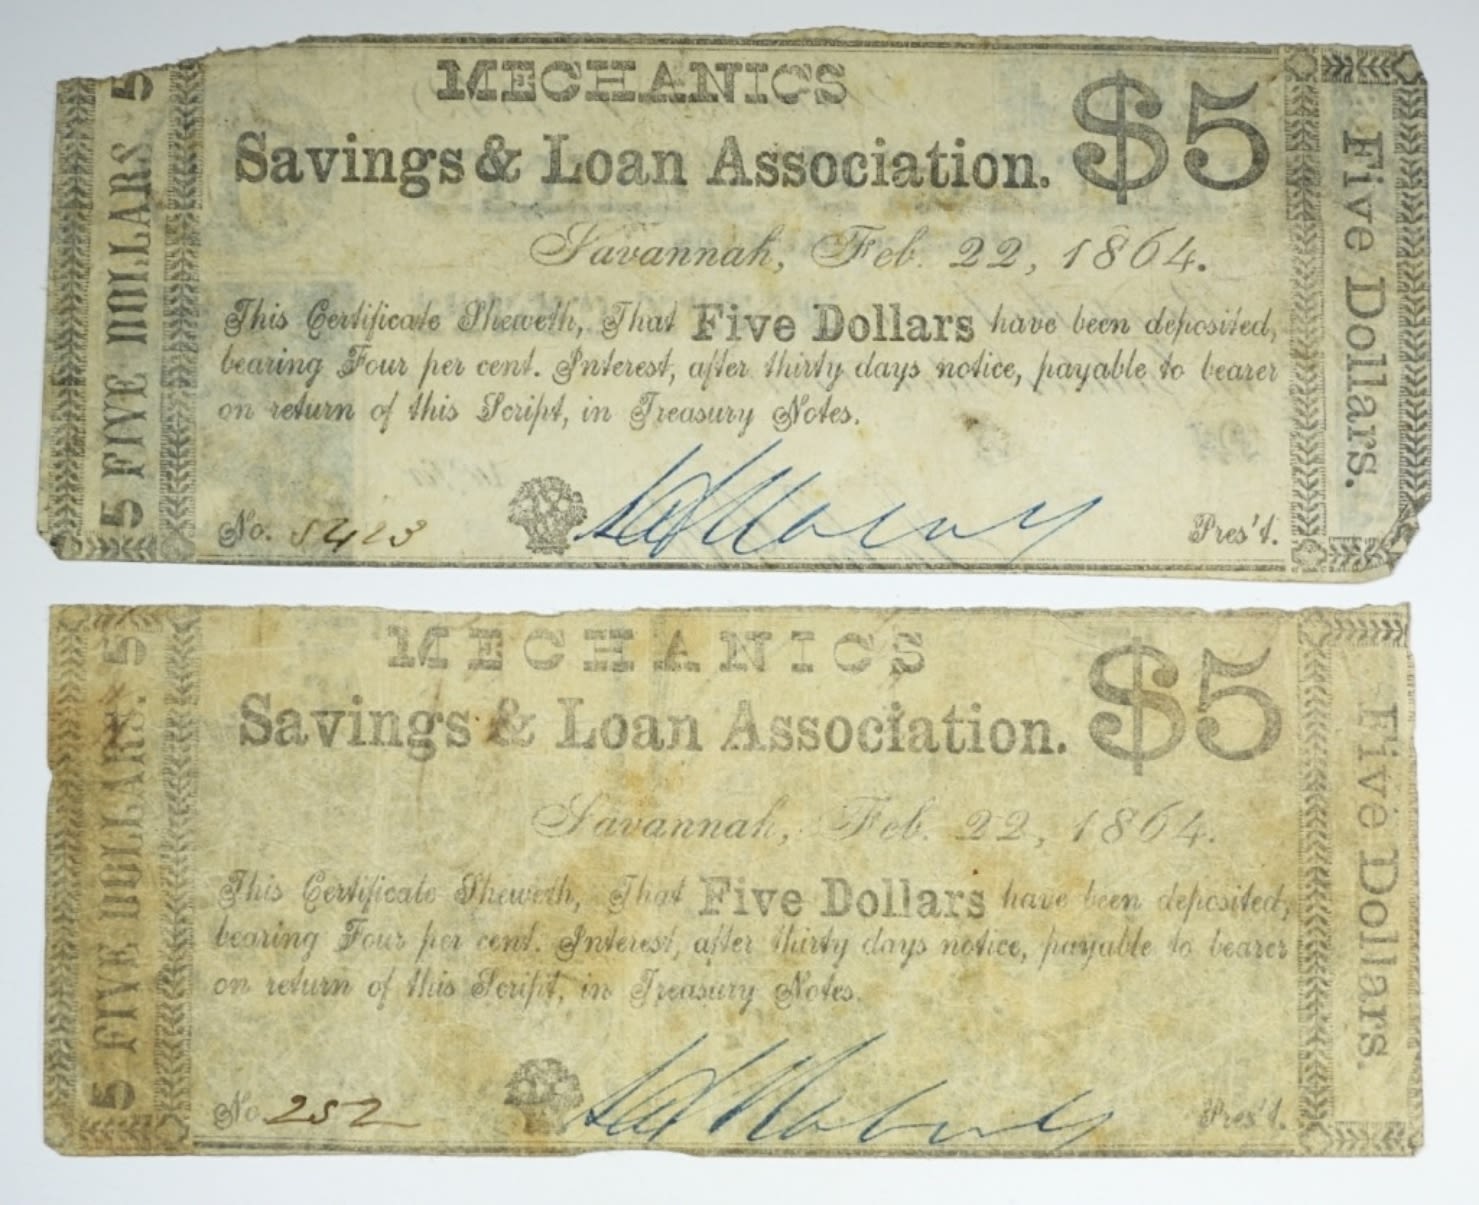 5 FIVE DOLLARS 5
MECHANICS
Savings & Loan Association.
$5
Savannah, Feb. 22, 1864.
This Certificate Sheweth, That Five Dollars have been deposited,
bearing Four per cent. Interest, after thirty days notice, payable to bearer
on return of this Script, in Treasury Notes.
No. 5423
Pres't.
Five Dollars.
5 FIVE DOLLARS. 5
MECHANICS
Savings & Loan Association.
$5
Savannah, Feb. 22, 1864.
This Certificate Sheweth, That Five Dollars have been deposited,
bearing Four per cent. Interest, after thirty days notice, payable to bearer
on return of this Script, in Treasury Notes.
No. 252
Pres't.
Five Dollars.